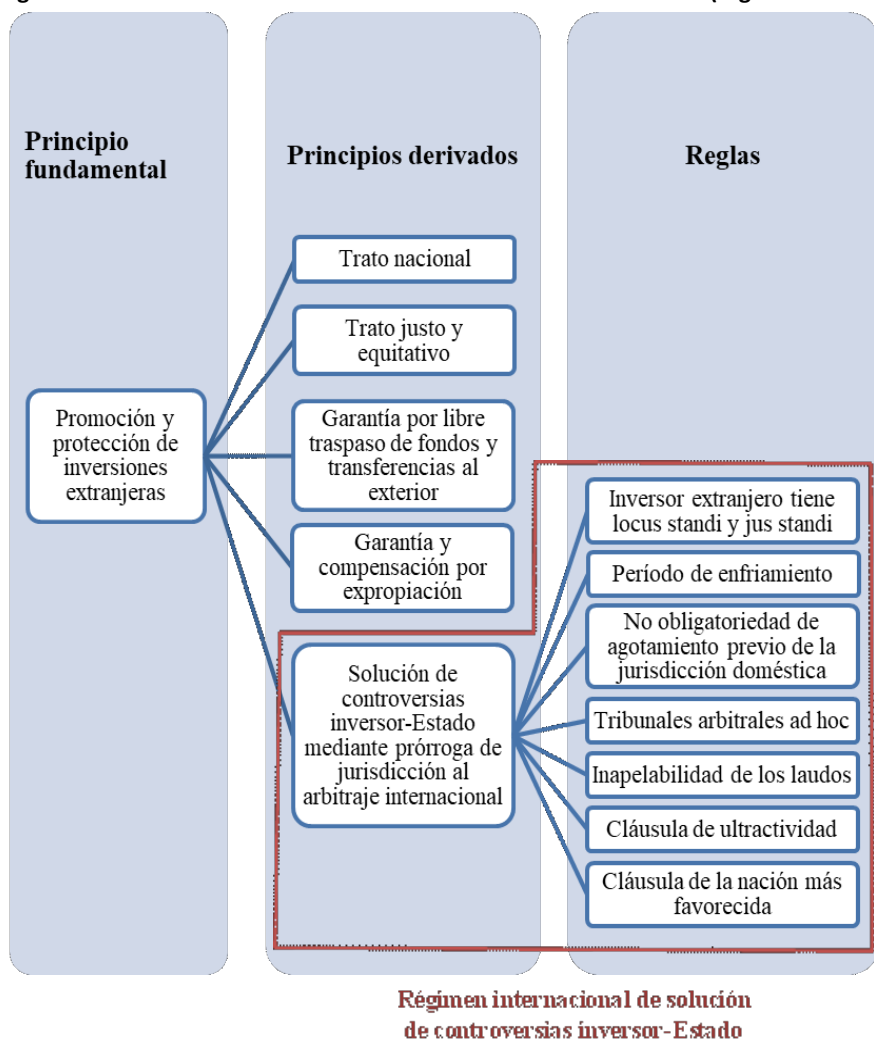 Principio
fundamental
Principios derivados
Reglas
Promoción y
protección de
inversiones
extranjeras
Trato nacional
Trato justo y
equitativo
Garantía por libre
traspaso de fondos y
transferencias al
exterior
Garantía y
compensación por
expropiación
Solución de
controversias
inversor-Estado
mediante prórroga de
jurisdicción al
arbitraje internacional
Inversor extranjero tiene
locus standi y jus standi
Período de enfriamiento
No obligatoriedad de
agotamiento previo de la
jurisdicción doméstica
Tribunales arbitrales ad hoc
Inapelabilidad de los laudos
Cláusula de ultractividad
Cláusula de la nación más
favorecida
Régimen internacional de solución
de controversias inversor-Estado